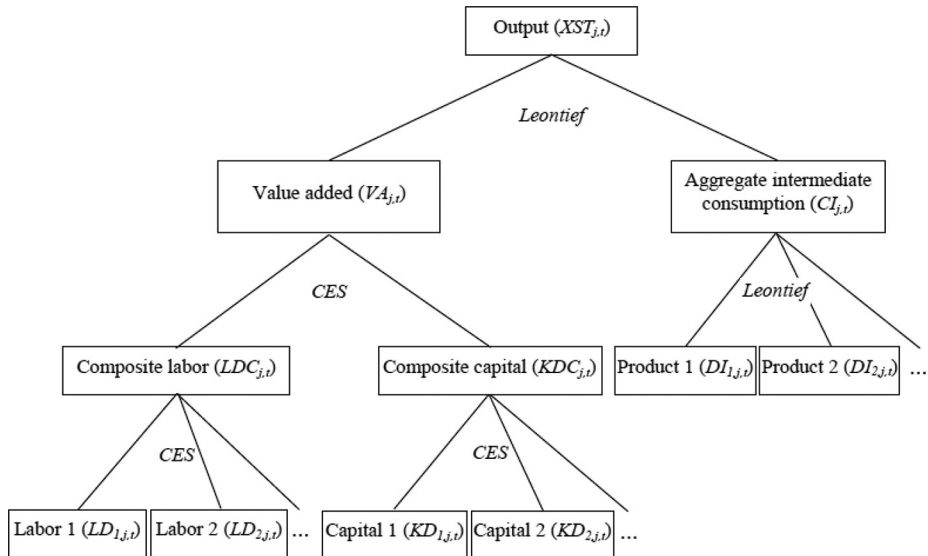 Output (XST_{j,t})
Leontief
Value added (VA_{j,t})
Aggregate intermediate
consumption (CI_{j,t})
CES
Leontief
Composite labor (LDC_{j,t})
Composite capital (KDC_{j,t})
Product 1 (DI_{1,j,t})
Product 2 (DI_{2,j,t})
...
CES
CES
Labor 1 (LD_{1,j,t})
Labor 2 (LD_{2,j,t})
...
Capital 1 (KD_{1,j,t})
Capital 2 (KD_{2,j,t})
...